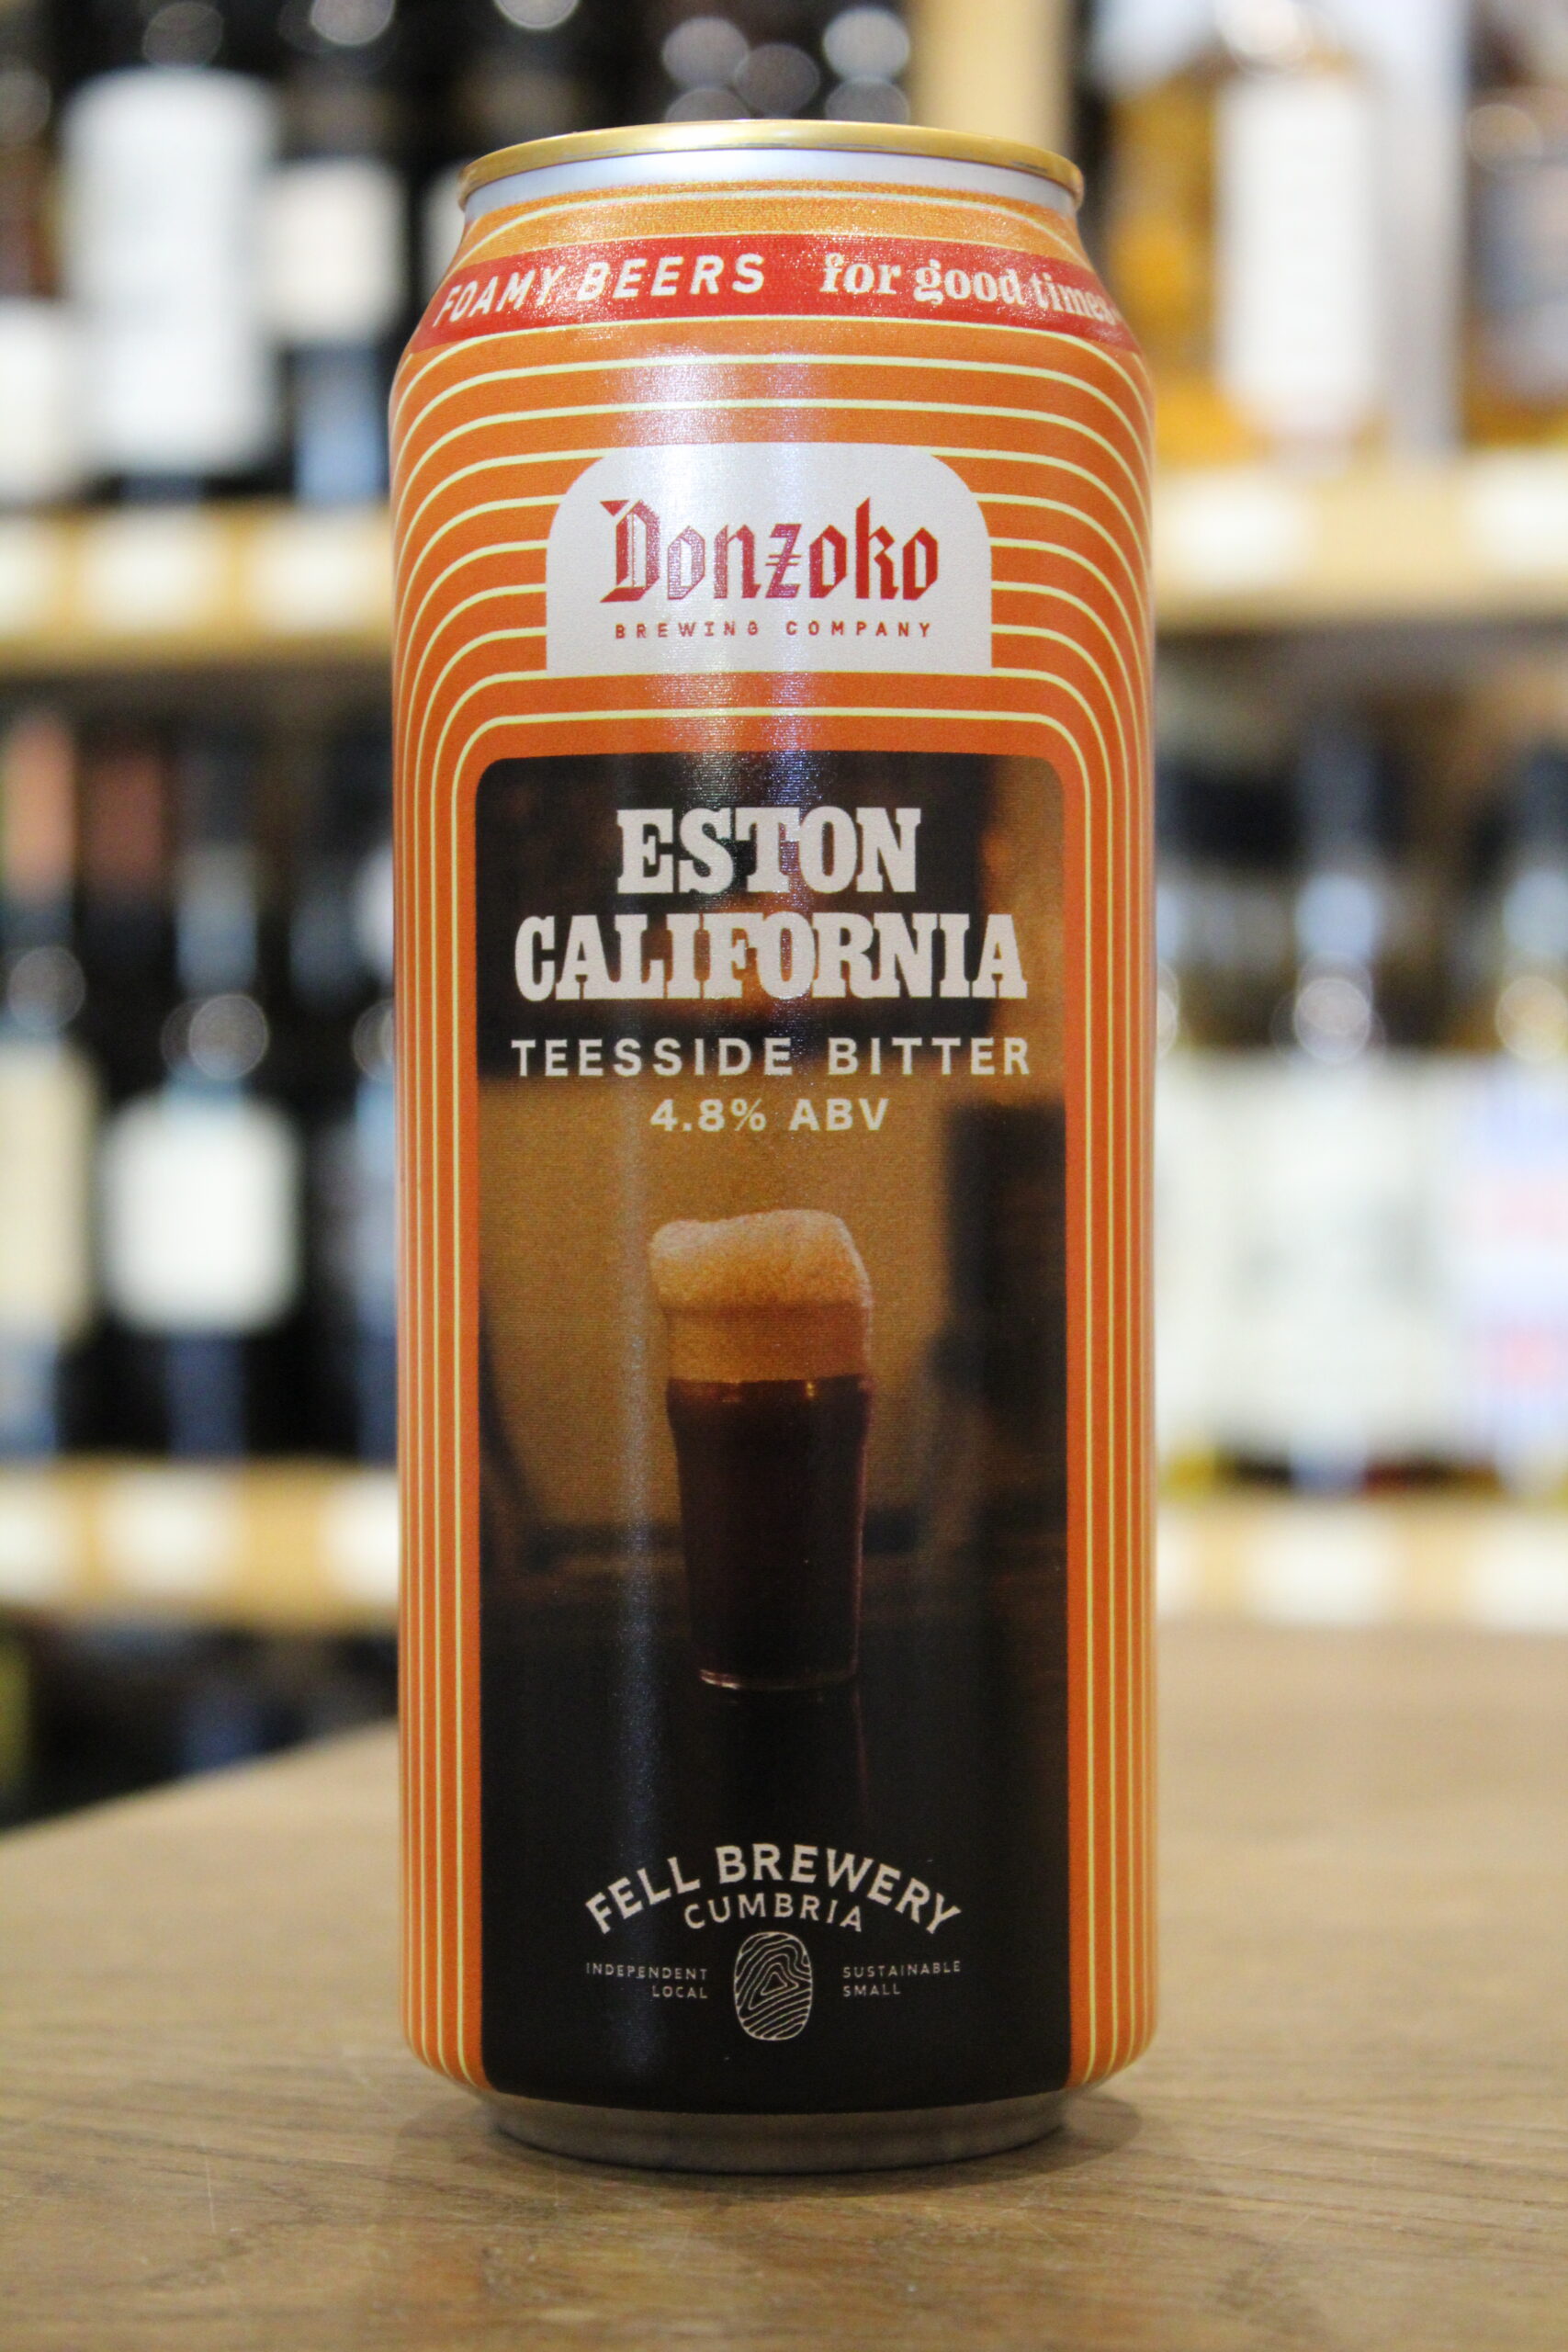 FOAMY BEERS for good times
Donzoko
BREWING COMPANY
ESTON
CALIFORNIA
TEESSIDE BITTER
4.8% ABV
FELL BREWERY
CUMBRIA
INDEPENDENT SUSTAINABLE
LOCAL SMALL